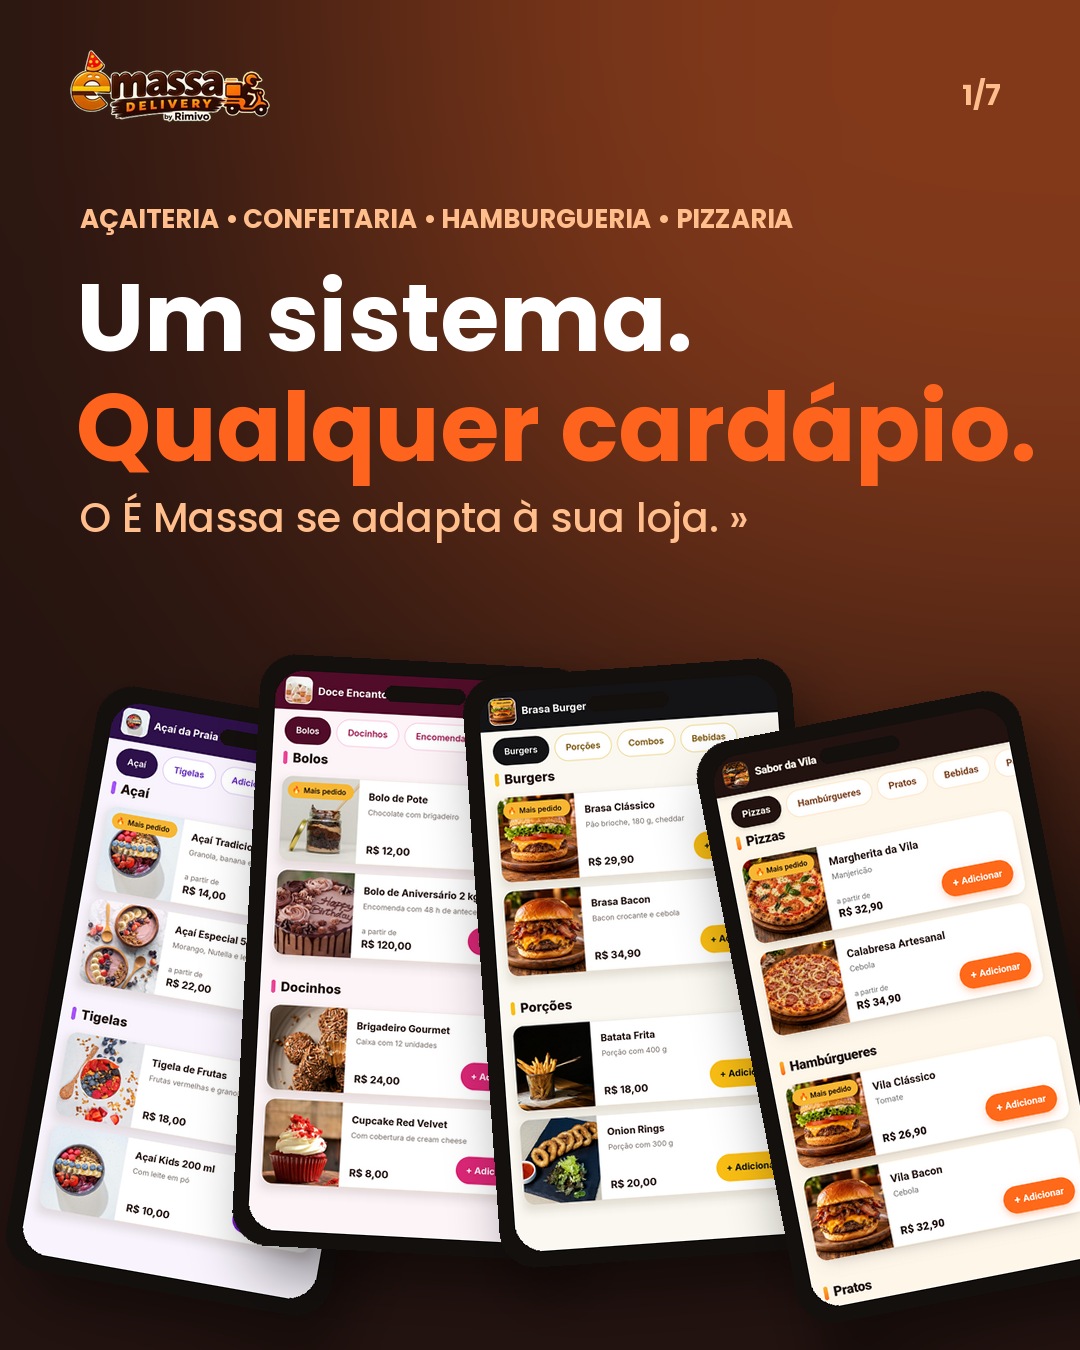 êmassa
DELIVERY
by Rimivo
1/7
AÇAITERIA • CONFEITARIA • HAMBURGUERIA • PIZZARIA
Um sistema.
Qualquer cardápio.
O É Massa se adapta à sua loja. »
Açaí da Praia
Açaí
Tigelas
Açaí
Mais pedido
Granola, banana e
a partir de
R$ 14,00
Açaí Especial
a partir de
R$ 22,00
Tigelas
Tigela de Frutas
Frutas vermelhas e
R$ 18,00
Açaí Kids 200 ml
Com leite em pó
R$ 10,00
Doce Encanto
Bolos
Docinhos
Encomenda
Bolos
Mais pedido
Bolo de Pote
Chocolate com brigadeiro
R$ 12,00
Bolo de Aniversário 2 kg
Encomenda com 48 h de
a partir de
R$ 120,00
Docinhos
Brigadeiro Gourmet
Caixa com 12 unidades
R$ 24,00
Cupcake Red Velvet
Com cobertura de cream cheese
R$ 8,00
+ Adic
Brasa Burger
Burgers
Porções
Combos
Bebidas
Burgers
Mais pedido
Brasa Clássico
Pão brioche, 180 g, cheddar
R$ 29,90
Brasa Bacon
Bacon crocante e cebola
R$ 34,90
Porções
Batata Frita
Porção com 400 g
R$ 18,00
+ Adicio
Onion Rings
Porção com 300 g
R$ 20,00
+ Adiciona
Sabor da Vila
Pizzas
Hambúrgueres
Pratos
Bebidas
Pizzas
Mais pedido
Margherita da Vila
Manjericão
a partir de
R$ 32,90
+ Adicionar
Calabresa Artesanal
Cebola
a partir de
R$ 34,90
+ Adicionar
Hambúrgueres
Mais pedido
Vila Clássico
Tomate
R$ 26,90
+ Adicionar
Vila Bacon
Cebola
R$ 32,90
+ Adicionar
Pratos